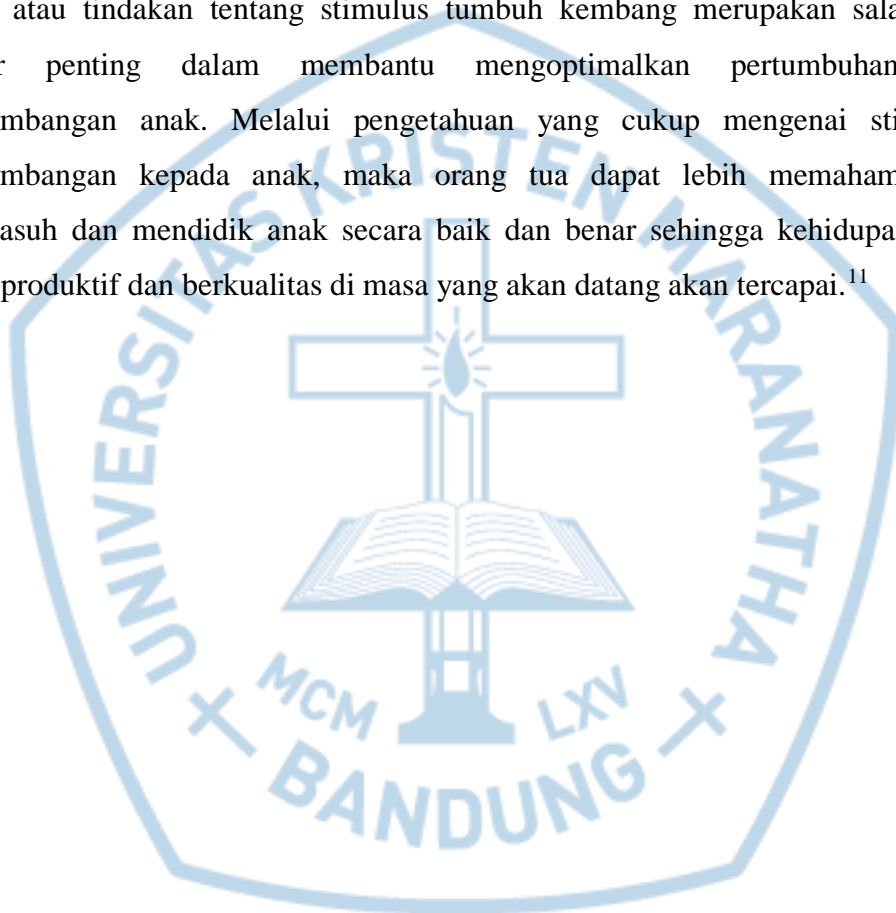 atau tindakan tentang stimulus tumbuh kembang merupakan sala
r penting dalam membantu mengoptimalkan pertumbuhan
mbangan anak. Melalui pengetahuan yang cukup mengenai sti
mbangan kepada anak, maka orang tua dapat lebih memaham
asuh dan mendidik anak secara baik dan benar sehingga kehidupa
produktif dan berkualitas di masa yang akan datang akan tercapai.11
UNIVERSITAS KRISTEN MARANATHA
MCM LXV
BANDUNG